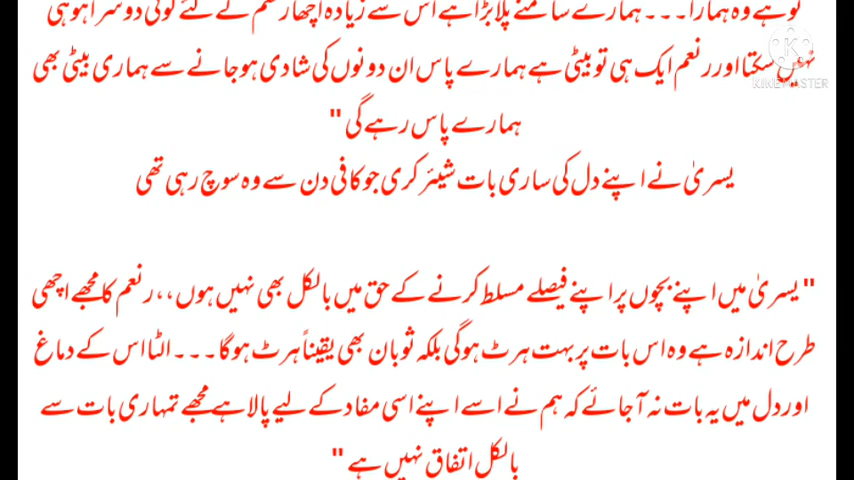 تو ہے وہ ہمارا۔۔۔ ہمارے سامنے پلا بڑا ہے اس سے زیادہ اچھا رنعم کے لئے کوئی دوسرا ہو ہی
نہیں سکتا اور رنعم ایک ہی تو بیٹی ہے ہمارے پاس ان دونوں کی شادی ہو جانے سے ہماری بیٹی بھی
ہمارے پاس رہے گی"
یسریٰ نے اپنے دل کی ساری بات شیئر کری جو کافی دن سے وہ سوچ رہی تھی
"یسریٰ میں اپنے بچوں پر اپنے فیصلے مسلط کرنے کے حق میں بالکل بھی نہیں ہوں،، رنعم کا مجھے اچھی
طرح اندازہ ہے وہ اس بات پر بہت ہرٹ ہوگی بلکہ ثوبان بھی یقیناً ہرٹ ہوگا۔۔۔ الٹا اس کے دماغ
اور دل میں یہ بات نہ آجائے کہ ہم نے اسے اپنے اسی مفاد کے لیے پالا ہے مجھے تمہاری بات سے
بالکل اتفاق نہیں ہے"
KINEMASTER